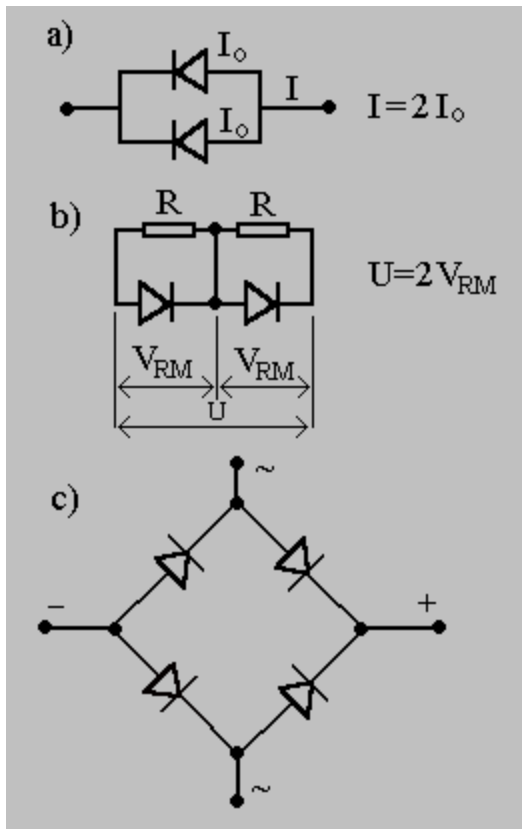 a)
I₀
I
I₀
I=2I₀
b)
R R
U=2V_RM
V_RM V_RM
U
c)
~
− +
~